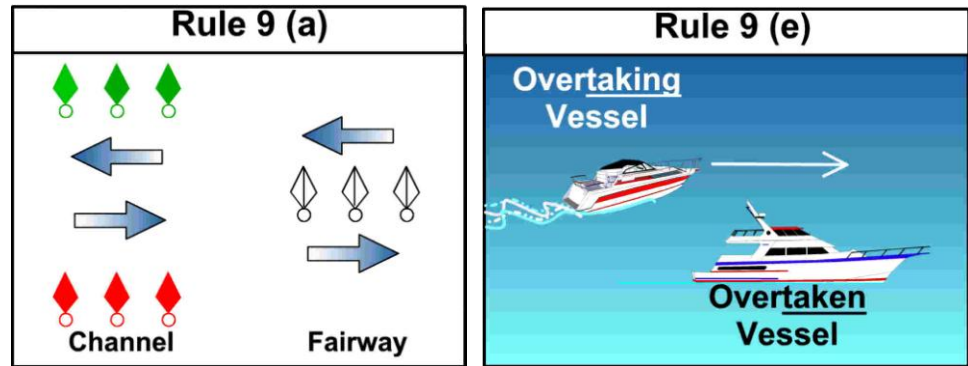 Rule 9 (a)
Channel
Fairway
Rule 9 (e)
Overtaking
Vessel
Overtaken
Vessel